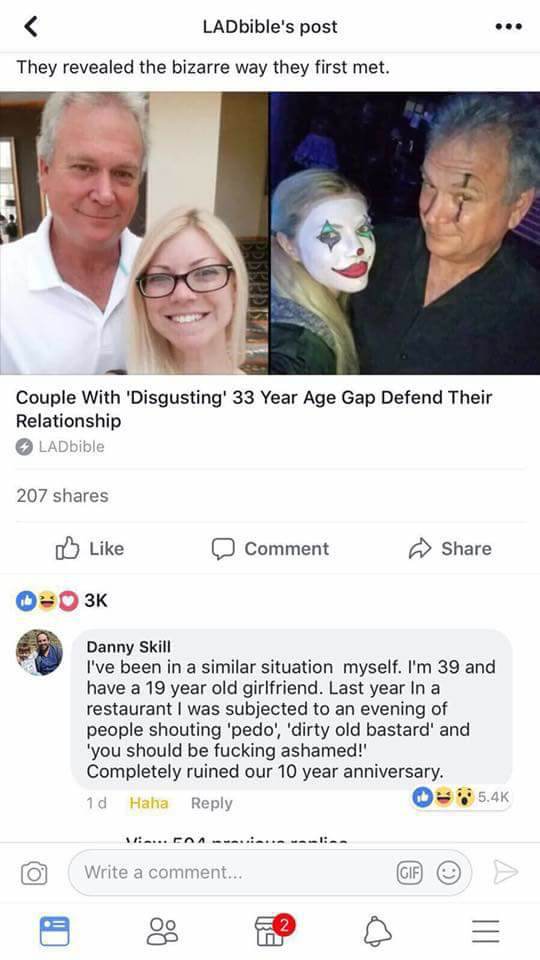 LADbible's post
They revealed the bizarre way they first met.
Couple With 'Disgusting' 33 Year Age Gap Defend Their
Relationship
LADbible
207 shares
Like
Comment
Share
3K
Danny Skill
I've been in a similar situation myself. I'm 39 and
have a 19 year old girlfriend. Last year In a
restaurant I was subjected to an evening of
people shouting 'pedo', 'dirty old bastard' and
'you should be fucking ashamed!'
Completely ruined our 10 year anniversary.
1 d Haha Reply
5.4K
View 504 previous replies
Write a comment...
GIF
2